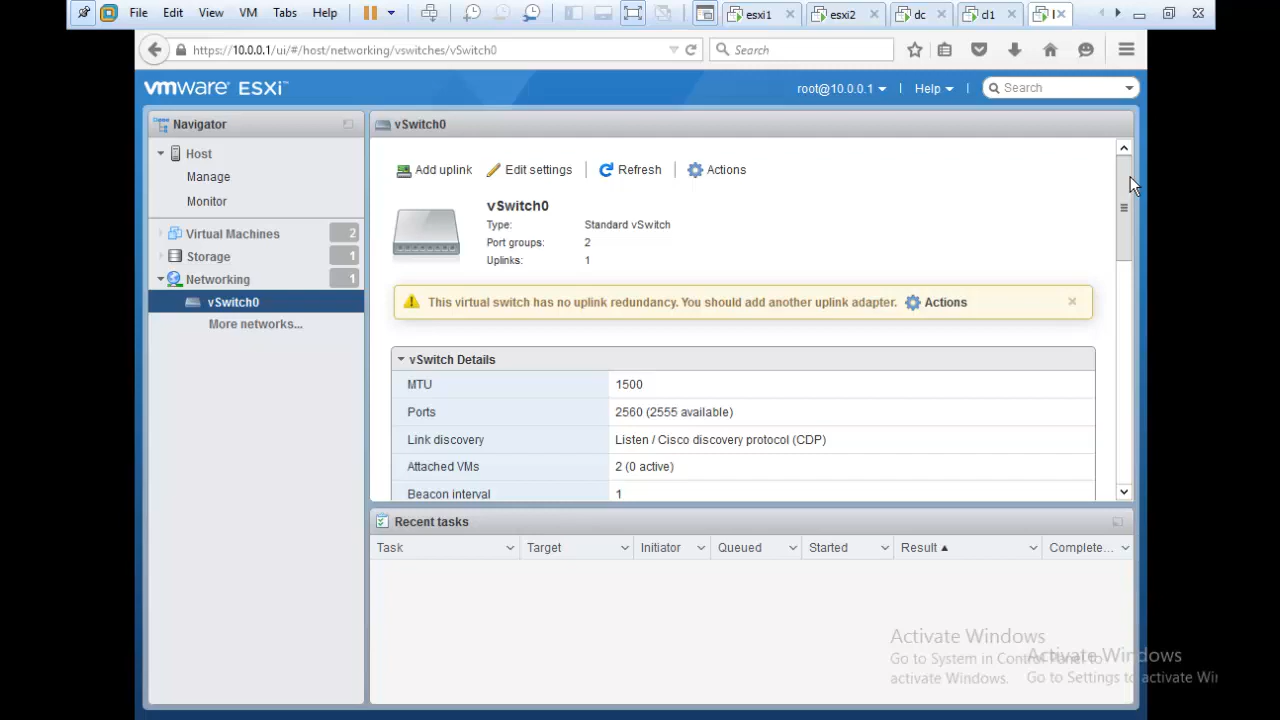 File Edit View VM Tabs Help esxi1 esxi2 dc cl1
https://10.0.0.1/ui/#/host/networking/vswitches/vSwitch0 Search
vmware ESXi™ root@10.0.0.1 Help Search
Navigator
Host
Manage
Monitor
Virtual Machines 2
Storage 1
Networking 1
vSwitch0
More networks...
vSwitch0
Add uplink Edit settings Refresh Actions
vSwitch0
Type: Standard vSwitch
Port groups: 2
Uplinks: 1
This virtual switch has no uplink redundancy. You should add another uplink adapter. Actions
vSwitch Details
MTU 1500
Ports 2560 (2555 available)
Link discovery Listen / Cisco discovery protocol (CDP)
Attached VMs 2 (0 active)
Beacon interval 1
Recent tasks
Task Target Initiator Queued Started Result Complete...
Activate Windows
Go to System in Control Panel to
activate Windows.
Activate Windows
Go to Settings to activate Wi